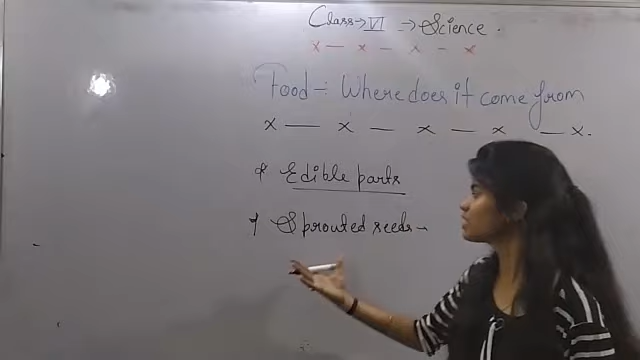 Class → VI → Science.
x — x — x — x
Food ÷ Where does it come from
x — x — x — x — x.
* Edible parts
* Sprouted seeds →